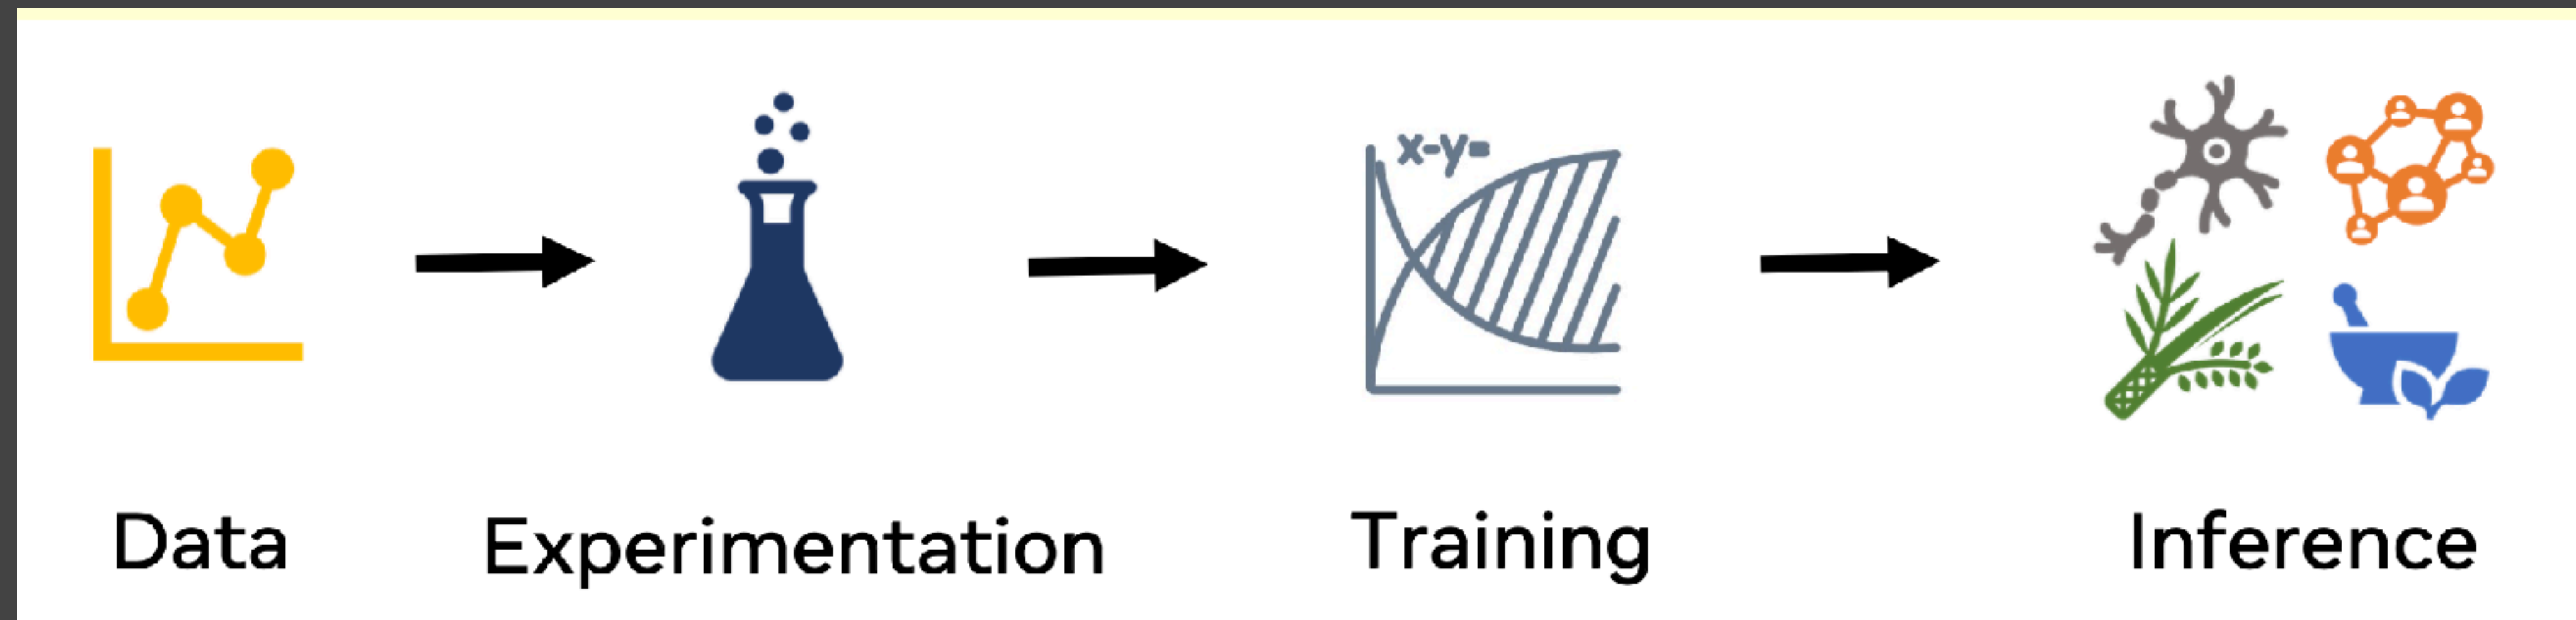 x-y=
Data
Experimentation
Training
Inference